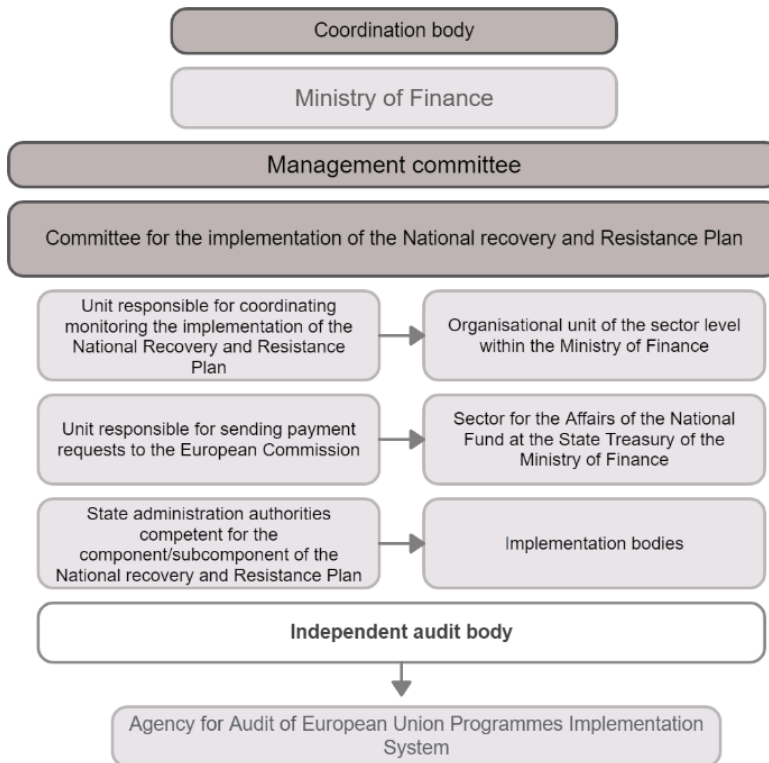 Coordination body
Ministry of Finance
Management committee
Committee for the implementation of the National recovery and Resistance Plan
Unit responsible for coordinating
monitoring the implementation of the
National Recovery and Resistance
Plan
Organisational unit of the sector level
within the Ministry of Finance
Unit responsible for sending payment
requests to the European Commission
Sector for the Affairs of the National
Fund at the State Treasury of the
Ministry of Finance
State administration authorities
competent for the
component/subcomponent of the
National recovery and Resistance Plan
Implementation bodies
Independent audit body
Agency for Audit of European Union Programmes Implementation
System